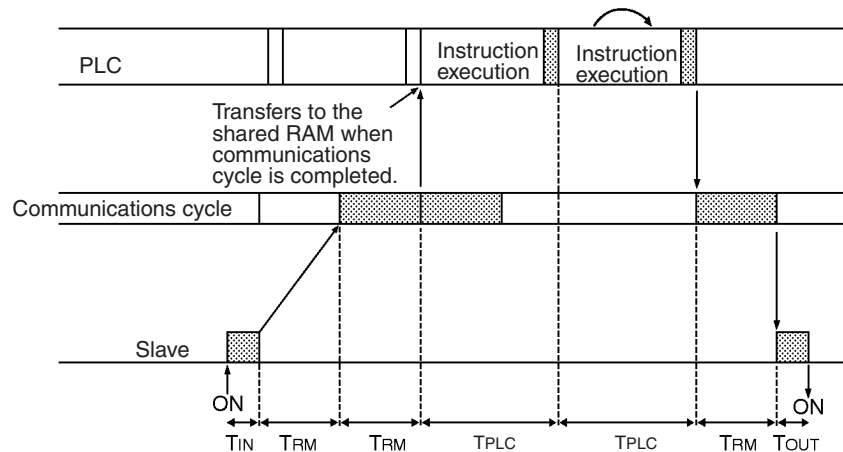 PLC
Instruction
execution
Instruction
execution
Transfers to the
shared RAM when
communications
cycle is completed.
Communications cycle
Slave
ON
ON
TIN
TRM
TRM
TPLC
TPLC
TRM
TOUT